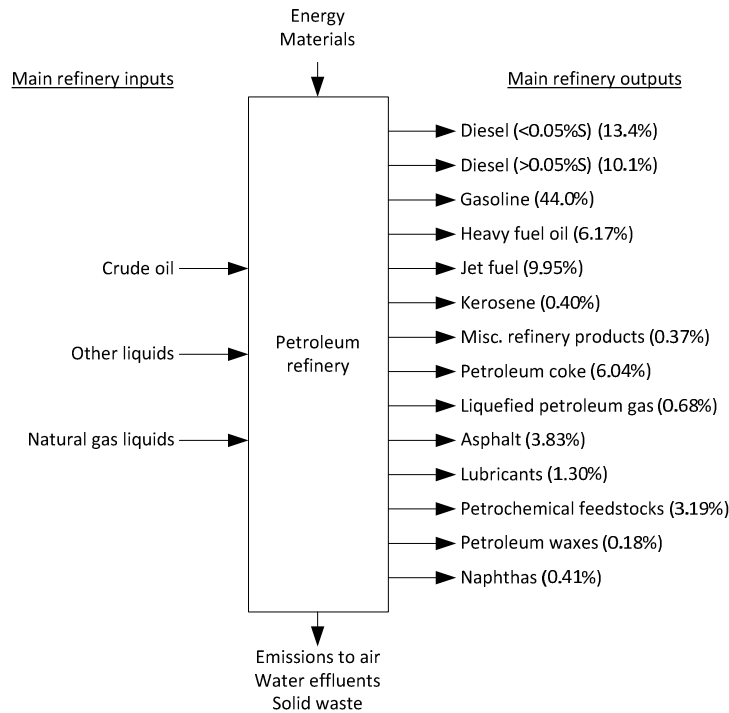 Energy
Materials
Main refinery inputs
Main refinery outputs
Diesel (<0.05%S) (13.4%)
Diesel (>0.05%S) (10.1%)
Gasoline (44.0%)
Heavy fuel oil (6.17%)
Crude oil
Jet fuel (9.95%)
Kerosene (0.40%)
Petroleum
refinery
Misc. refinery products (0.37%)
Other liquids
Petroleum coke (6.04%)
Liquefied petroleum gas (0.68%)
Natural gas liquids
Asphalt (3.83%)
Lubricants (1.30%)
Petrochemical feedstocks (3.19%)
Petroleum waxes (0.18%)
Naphthas (0.41%)
Emissions to air
Water effluents
Solid waste